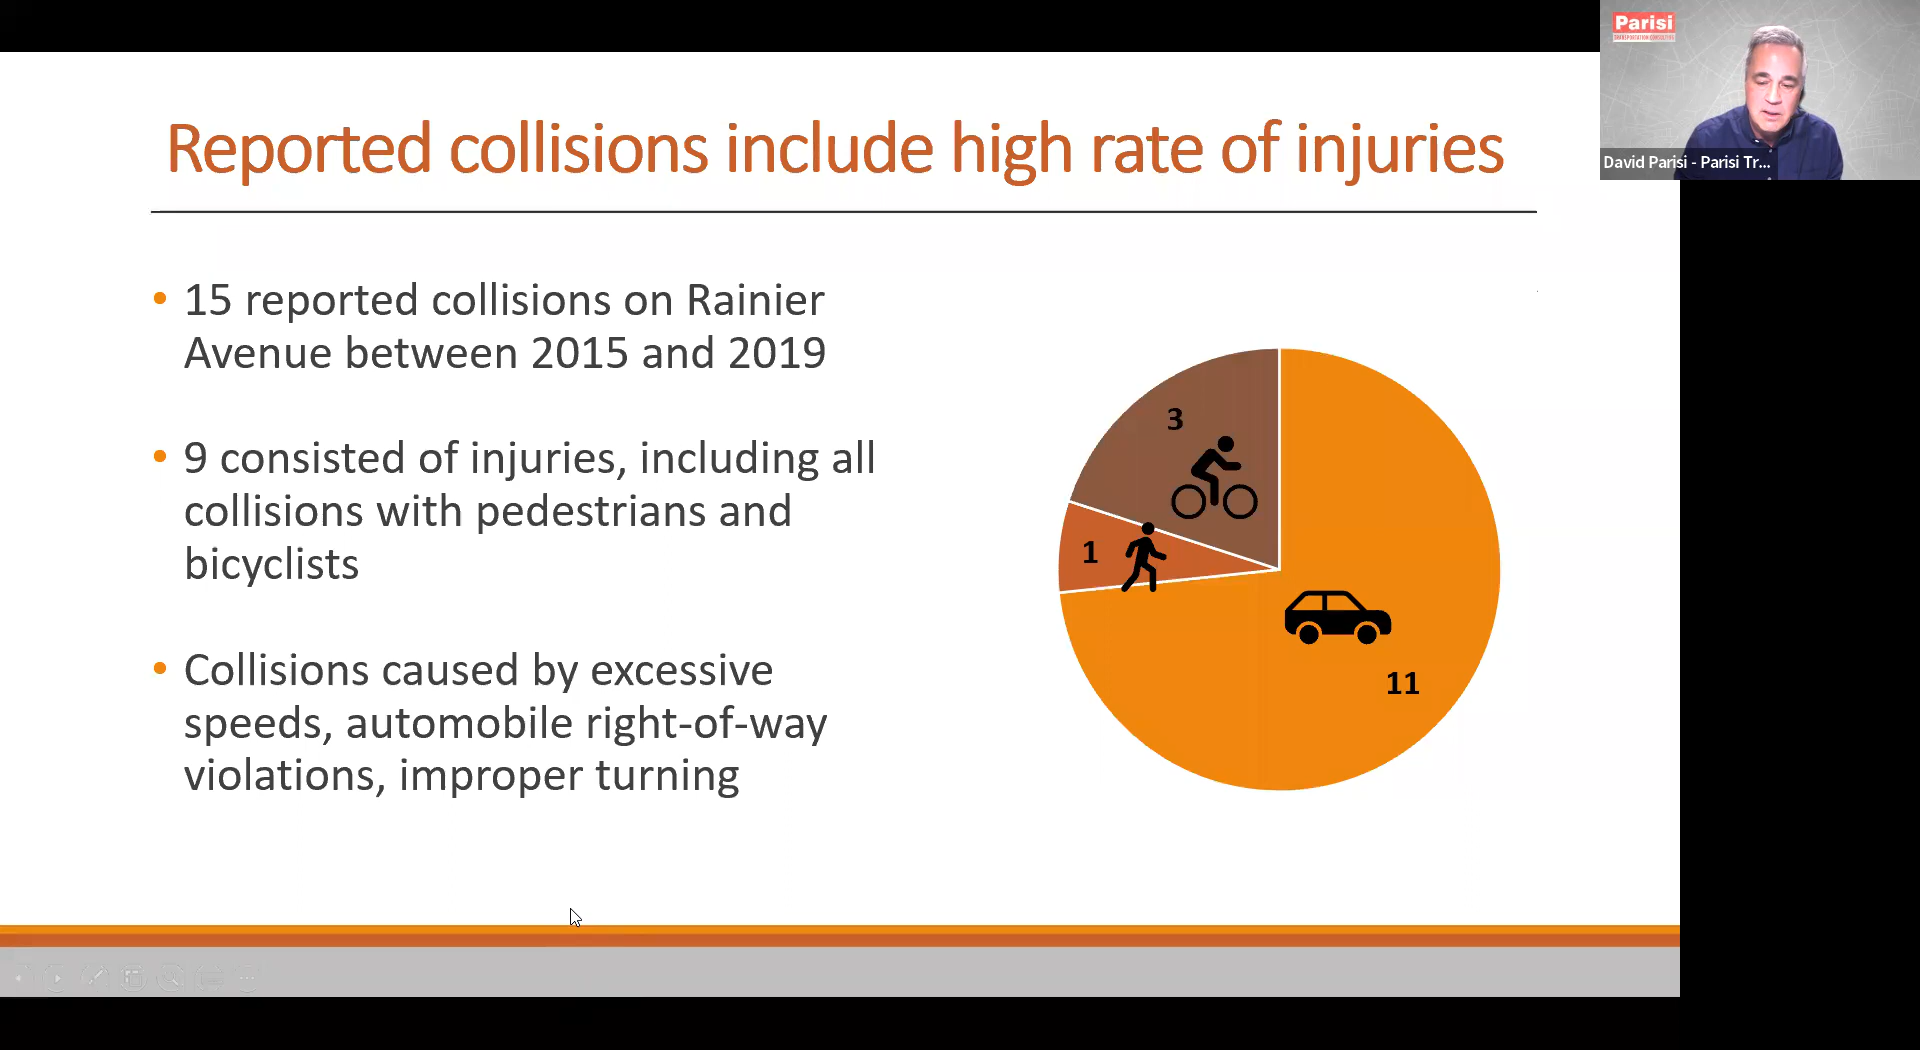 Reported collisions include high rate of injuries
• 15 reported collisions on Rainier
Avenue between 2015 and 2019
• 9 consisted of injuries, including all
collisions with pedestrians and
bicyclists
• Collisions caused by excessive
speeds, automobile right-of-way
violations, improper turning
3
1
11
Parisi
TRANSPORTATION CONSULTING
David Parisi - Parisi Tr...